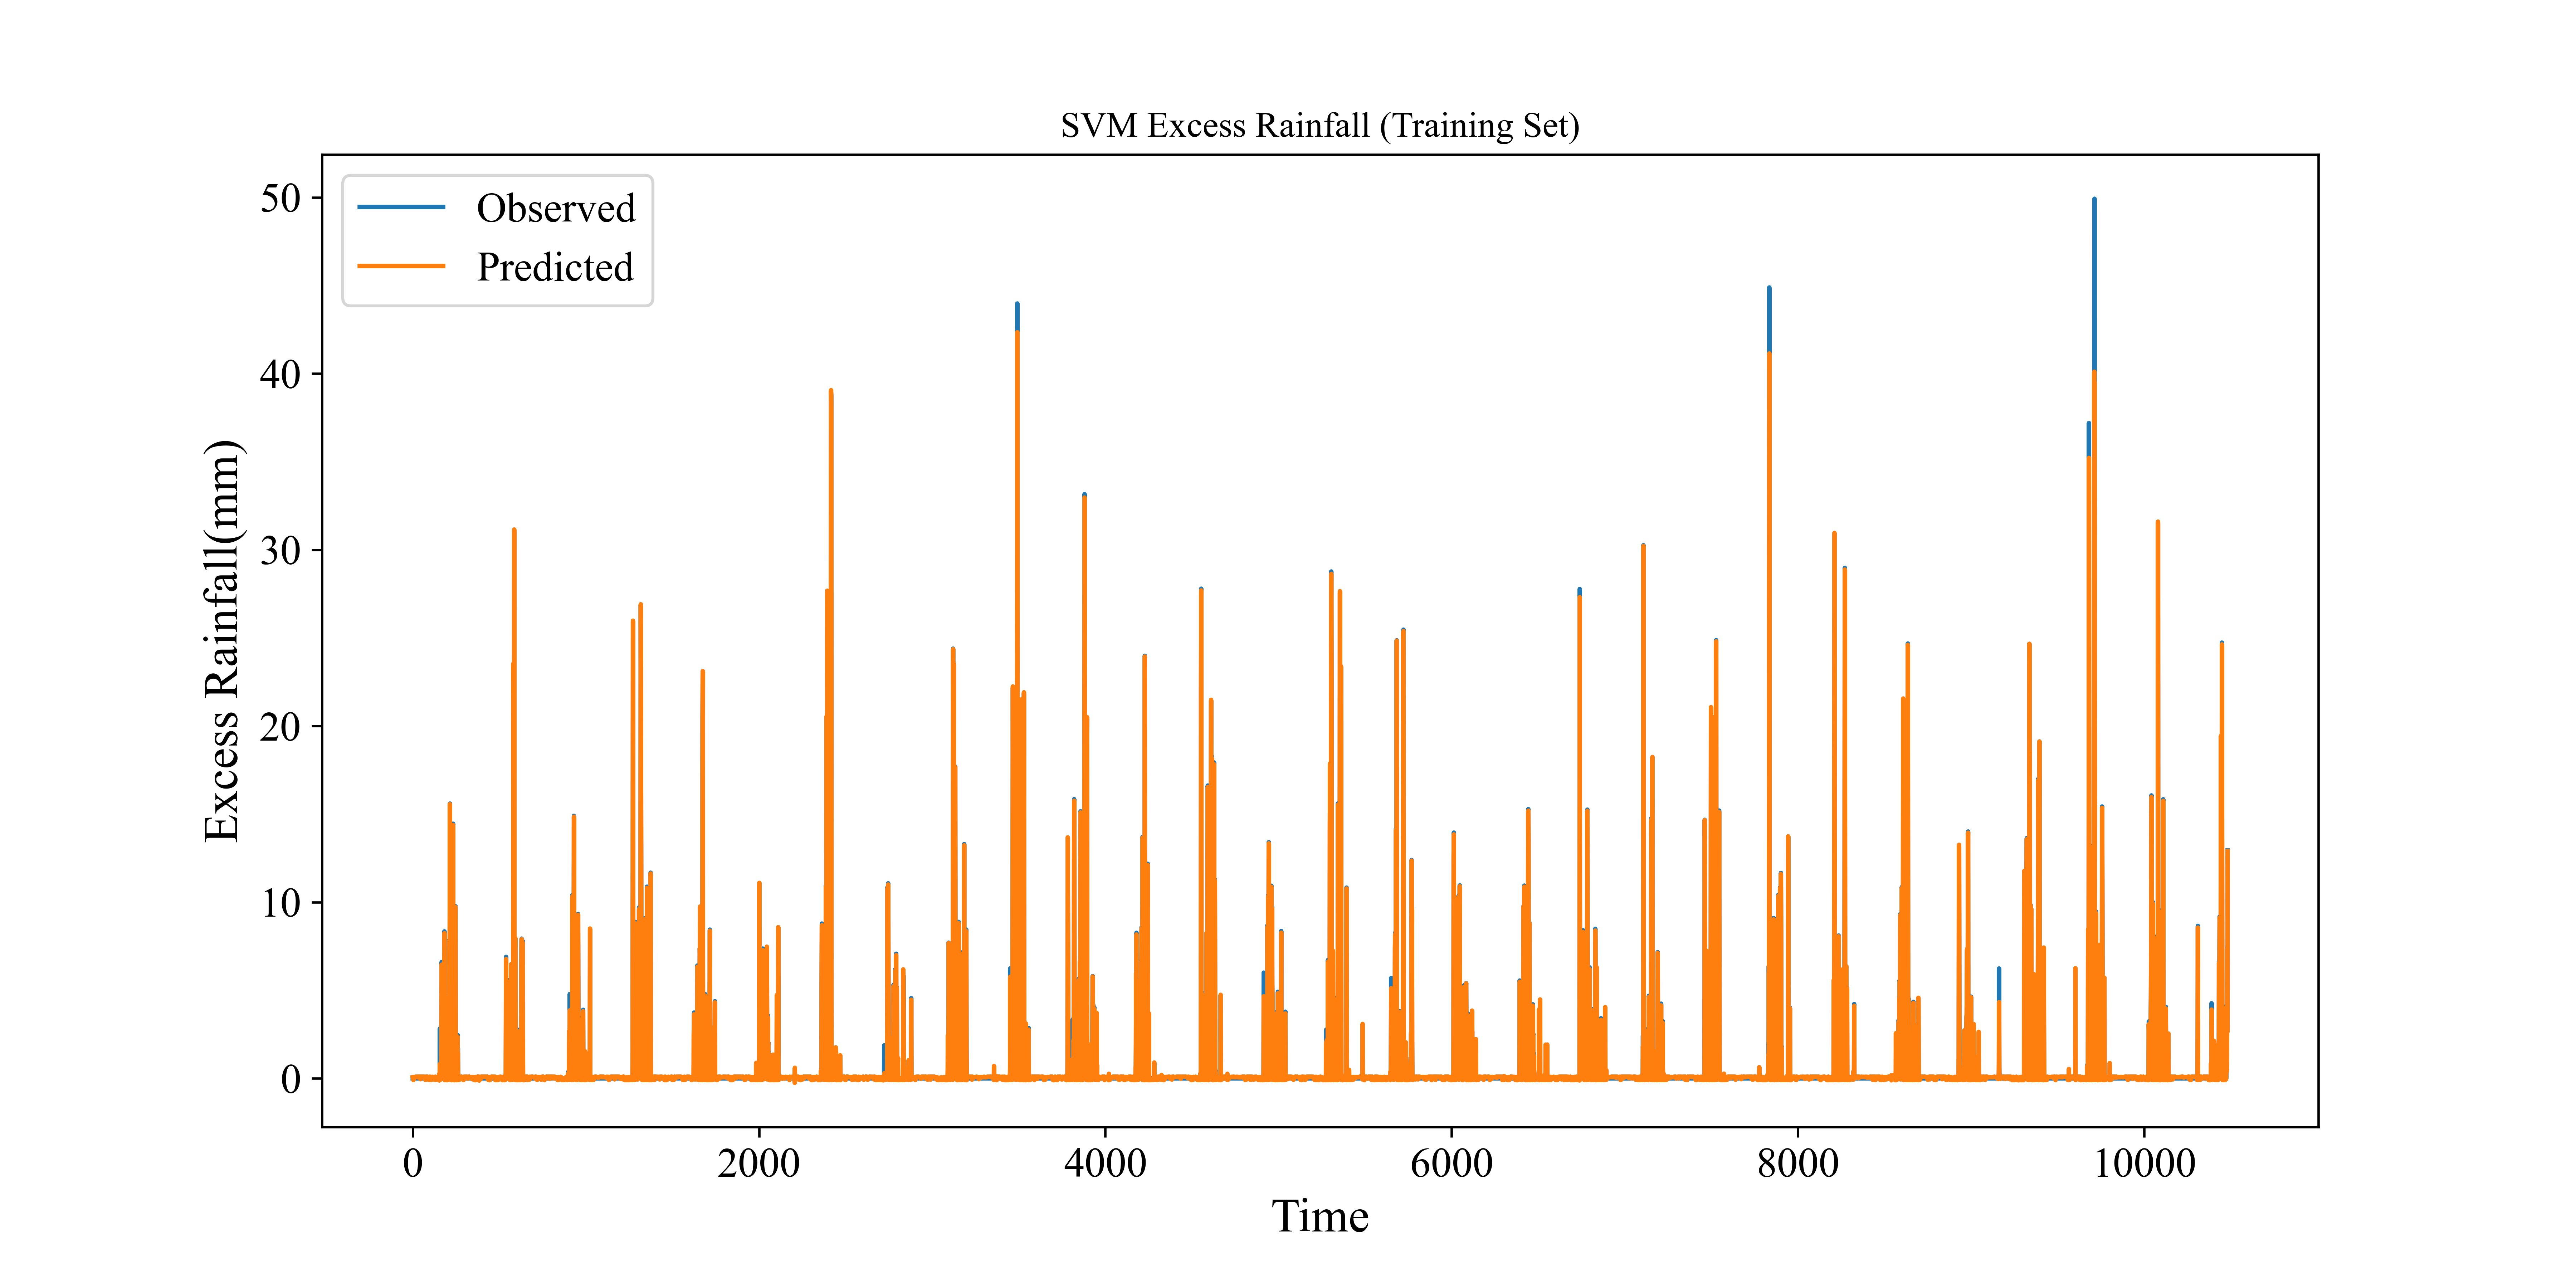 SVM Excess Rainfall (Training Set)
Observed
Predicted
Excess Rainfall(mm)
50
40
30
20
10
0
0 2000 4000 6000 8000 10000
Time